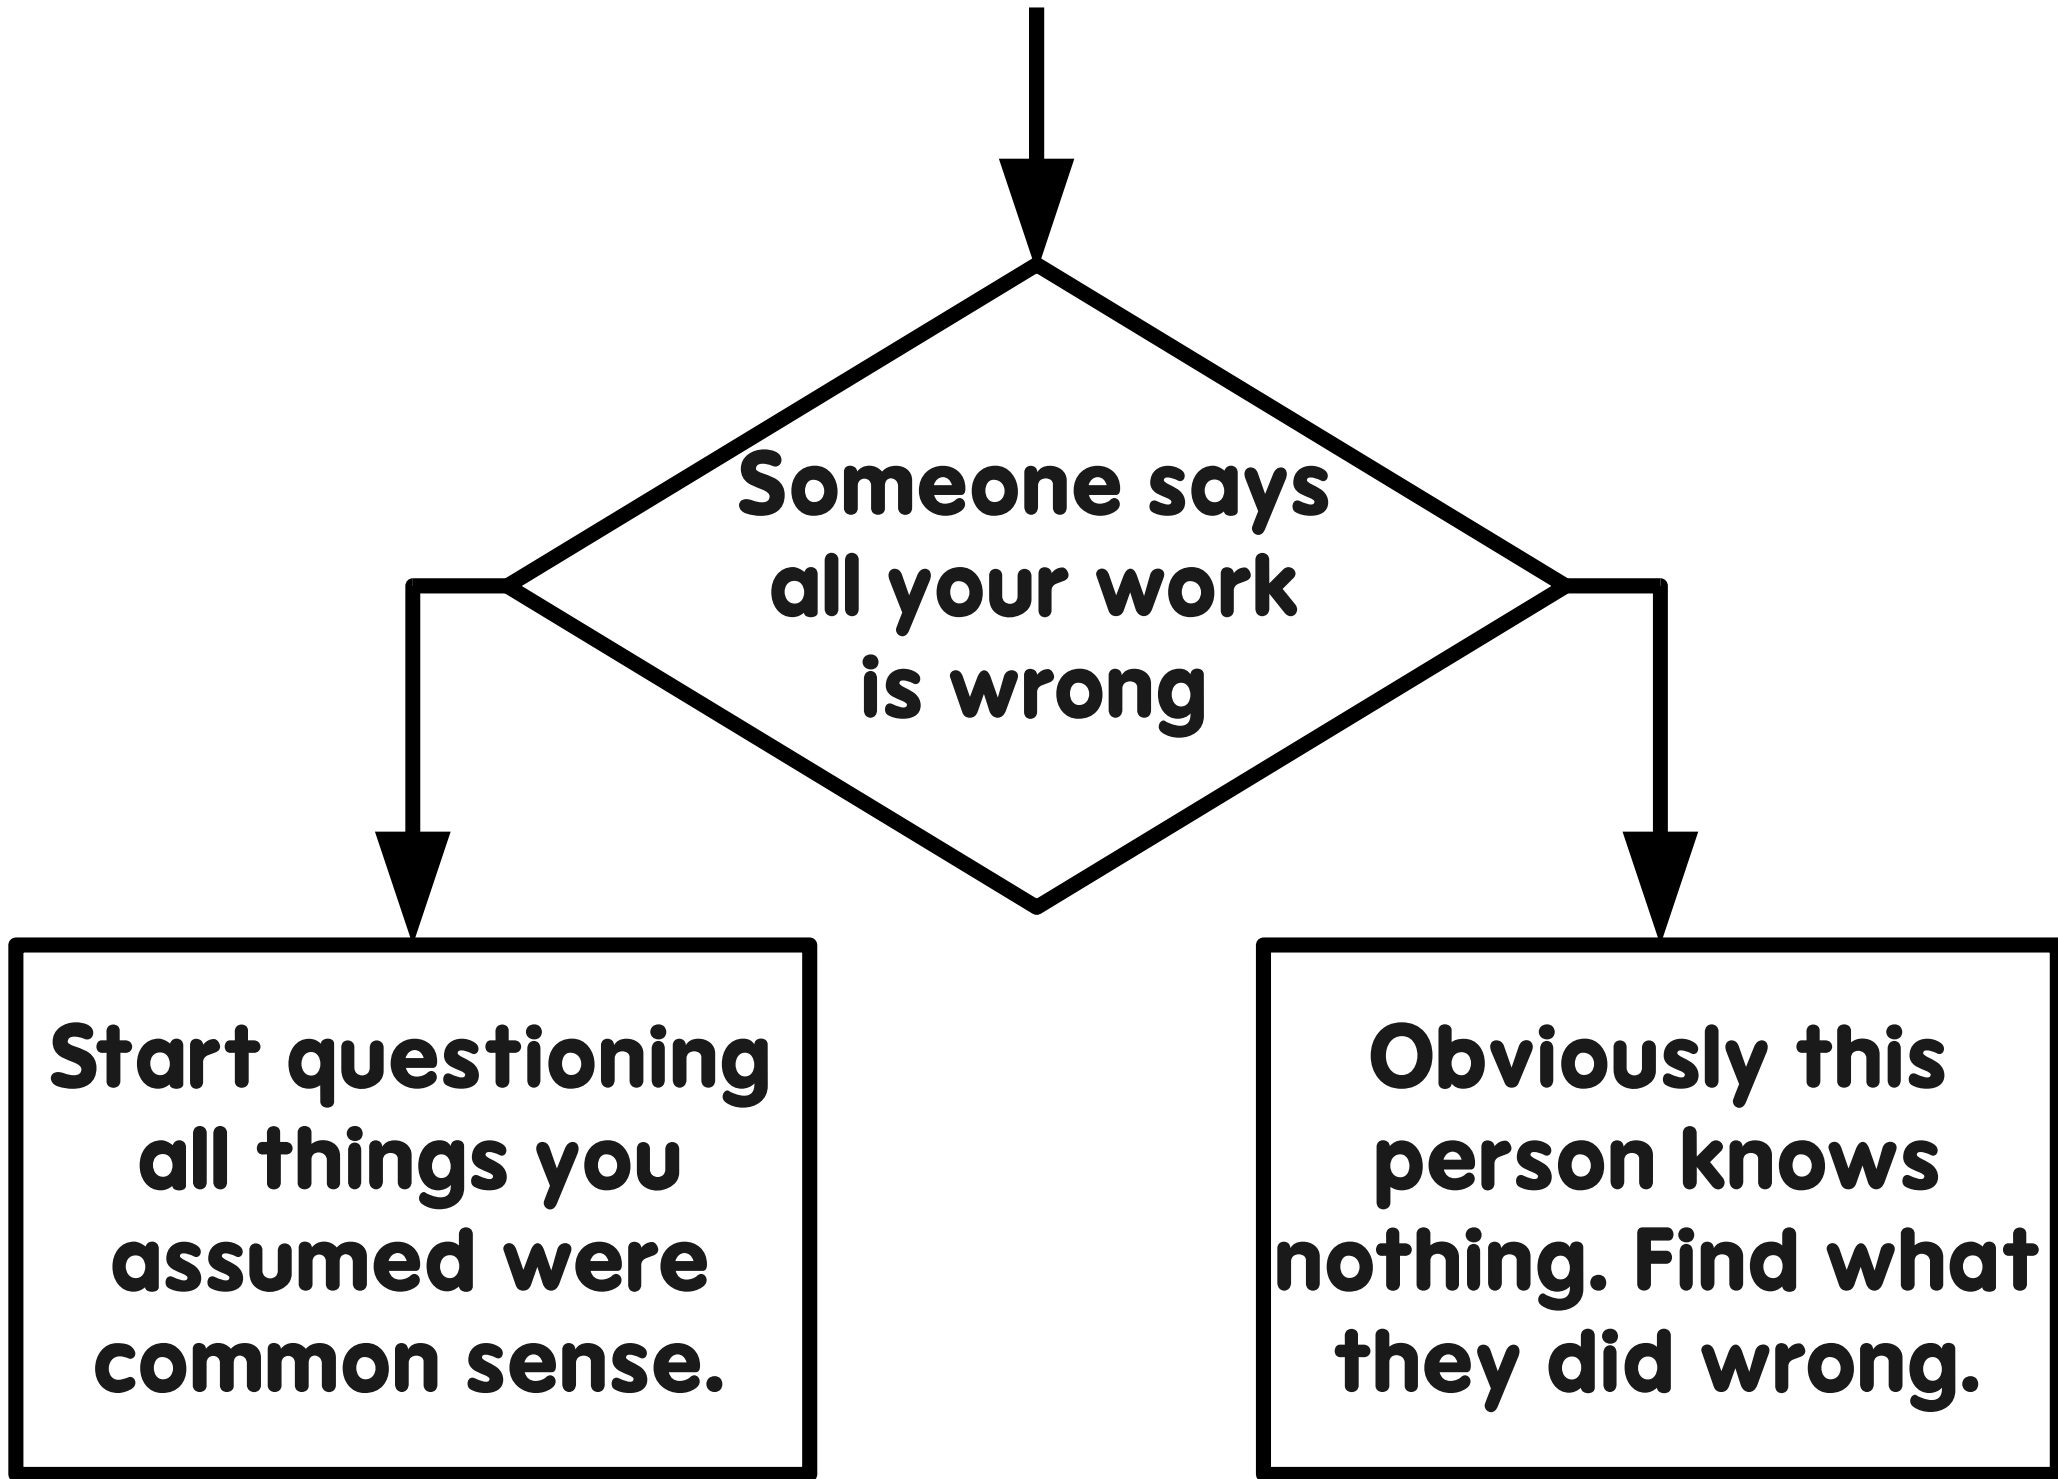 Someone says
all your work
is wrong
Start questioning
all things you
assumed were
common sense.
Obviously this
person knows
nothing. Find what
they did wrong.